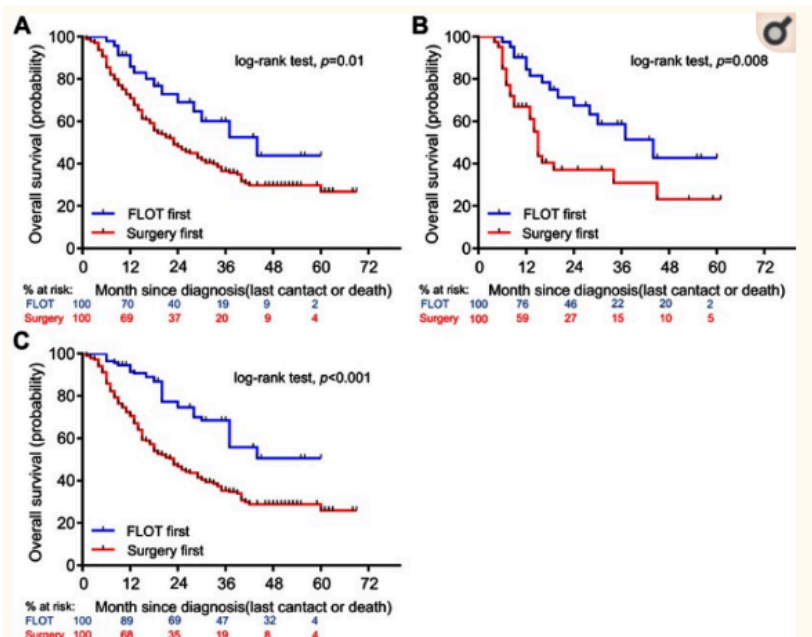 A
Overall survival (probability)
100
80
60
40
20
0
log-rank test, p=0.01
FLOT first
Surgery first
0 12 24 36 48 60 72
% at risk: Month since diagnosis(last cantact or death)
FLOT 100 70 40 19 9 2
Surgery 100 69 37 20 9 4
B
Overall survival (probability)
100
80
60
40
20
0
log-rank test, p=0.008
FLOT first
Surgery first
0 12 24 36 48 60 72
% at risk: Month since diagnosis(last cantact or death)
FLOT 100 76 46 22 20 2
Surgery 100 59 27 15 10 5
C
Overall survival (probability)
100
80
60
40
20
0
log-rank test, p<0.001
FLOT first
Surgery first
0 12 24 36 48 60 72
% at risk: Month since diagnosis(last cantact or death)
FLOT 100 89 69 47 32 4
Surgery 100 68 35 19 8 4